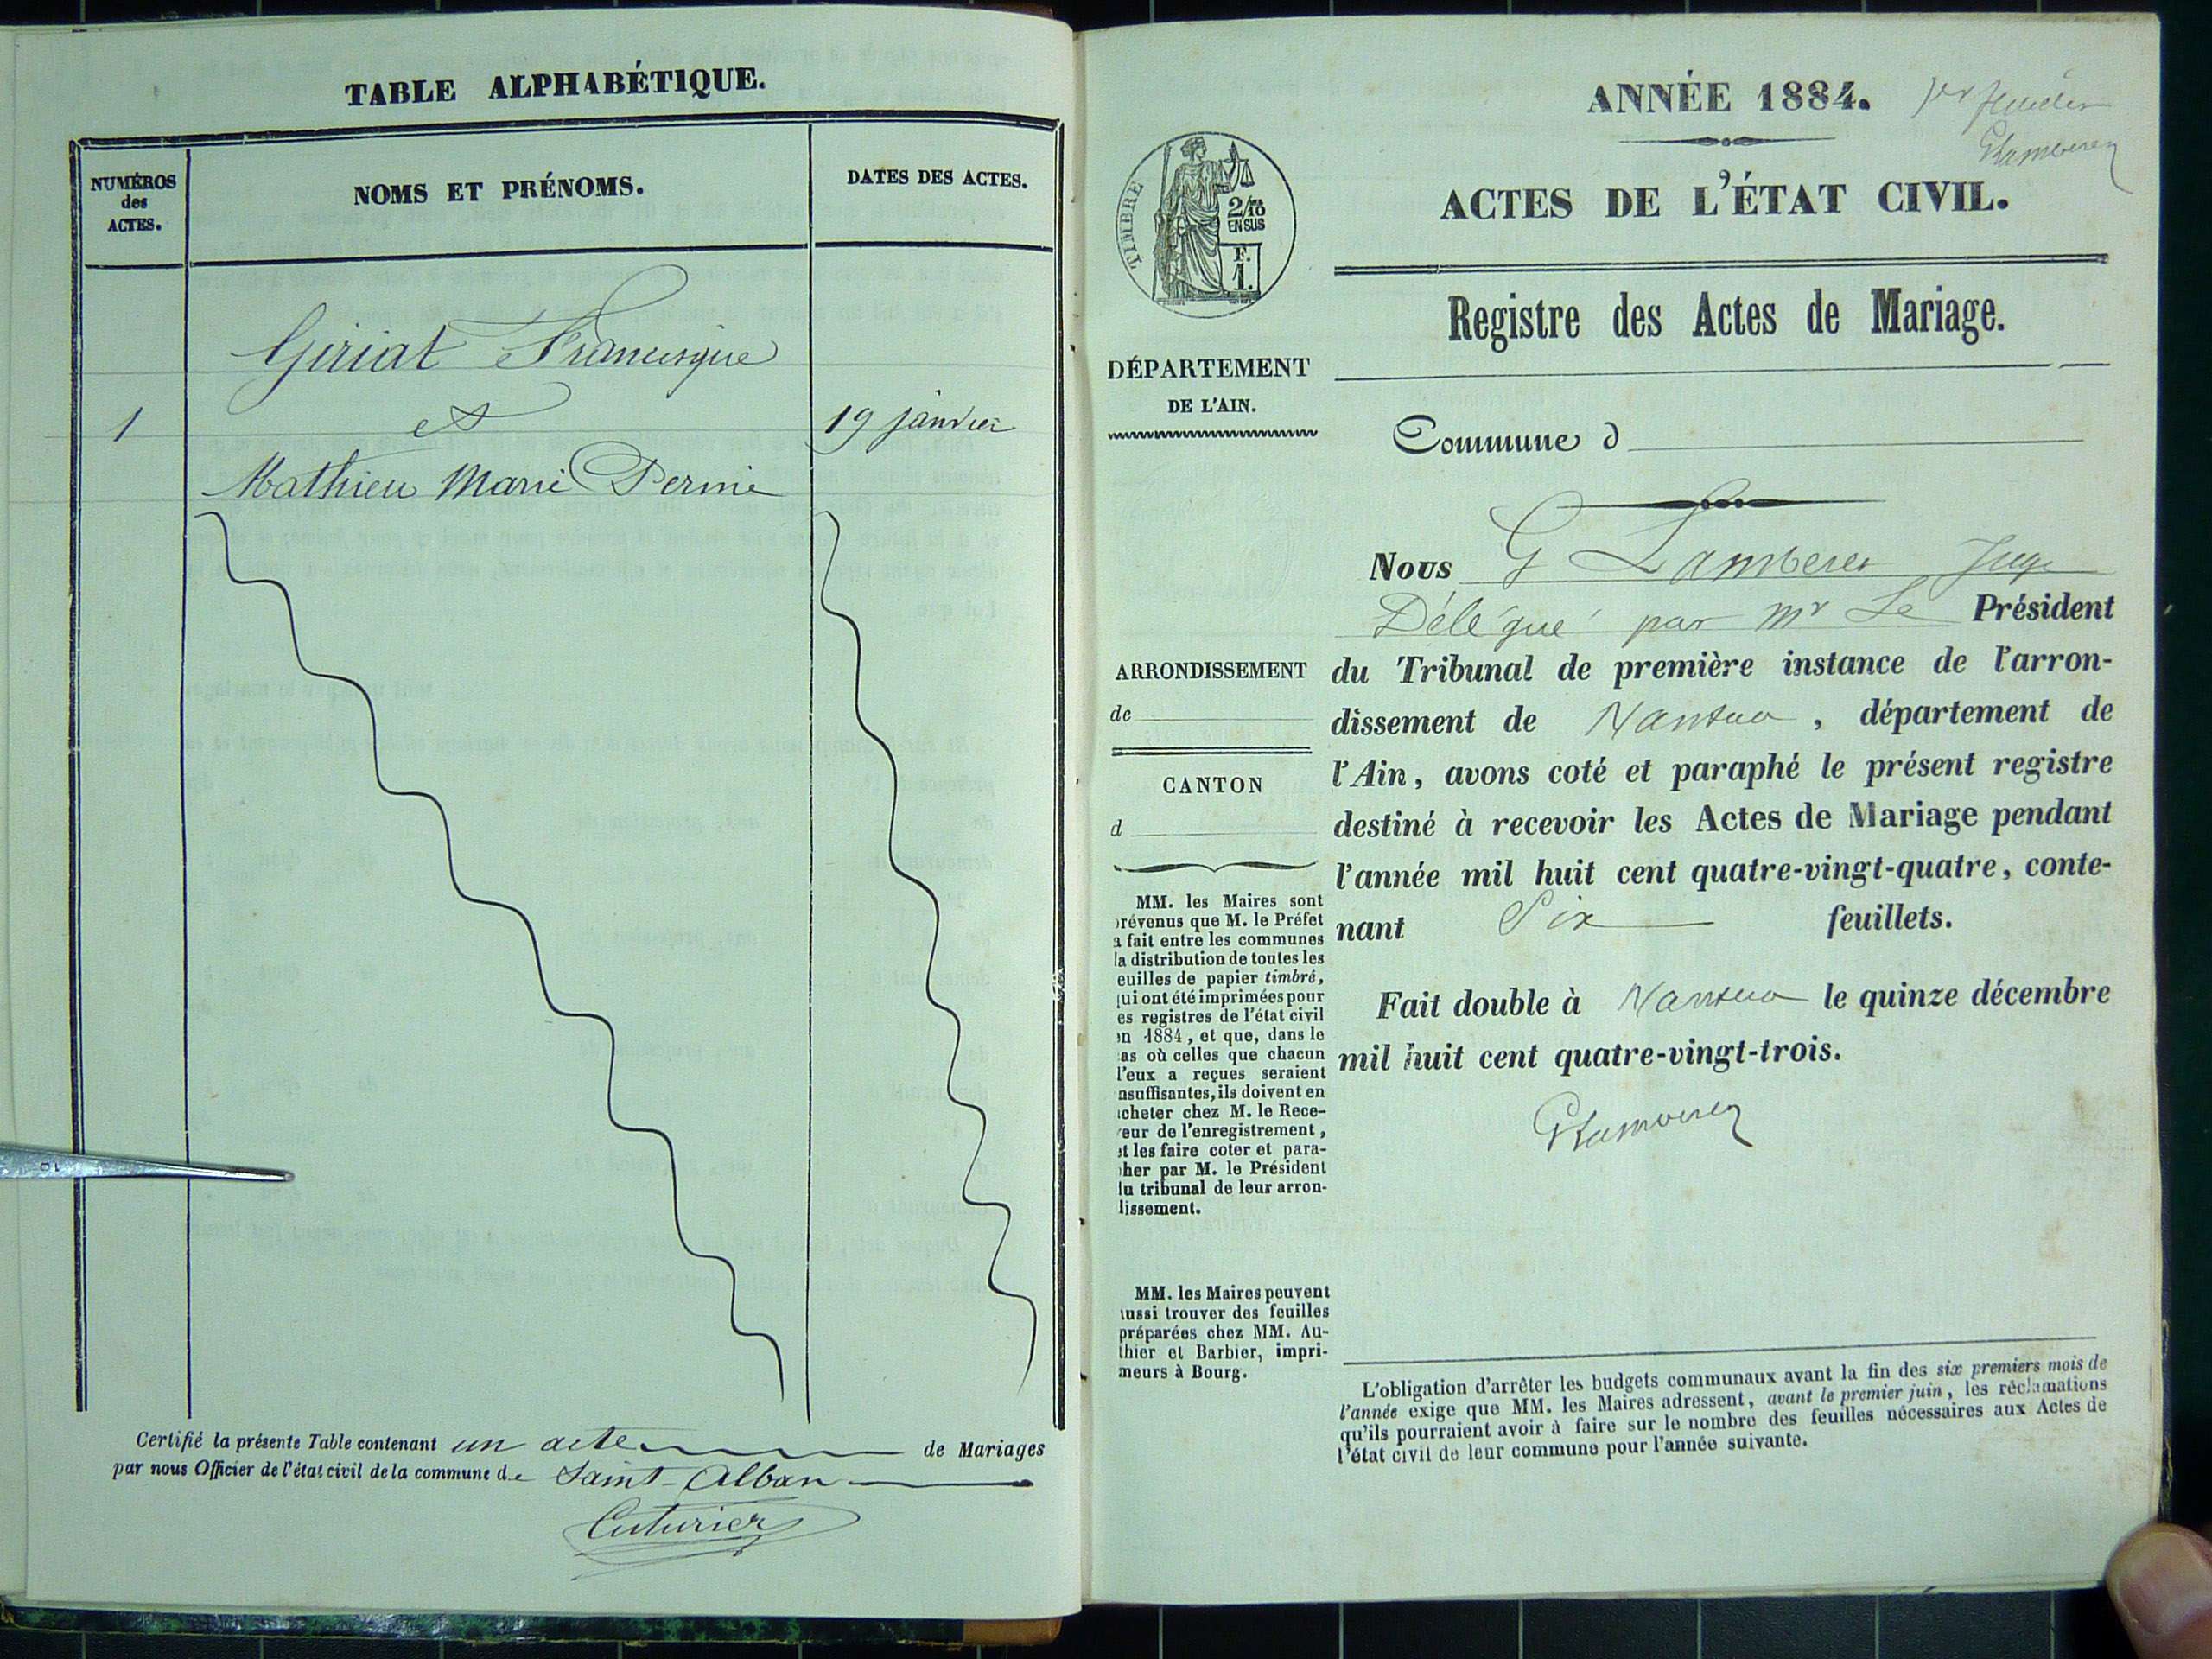 TABLE ALPHABÉTIQUE.
NUMÉROS
des
ACTES.
NOMS ET PRÉNOMS.
DATES DES ACTES.
Giriat Francisque
1
et
19 janvier
Mathieu Marie
Certifié la présente Table contenant un acte de Mariages
par nous Officier de l'état civil de la commune de Saint-Alban
Cuturier
ANNÉE 1884.
1er feuillet
ACTES DE L'ÉTAT CIVIL.
TIMBRE
2/10
EN SUS
F.
1.
Registre des Actes de Mariage.
DÉPARTEMENT
DE L'AIN.
Commune d
ARRONDISSEMENT
de
CANTON
d
MM. les Maires sont
prévenus que M. le Préfet
a fait entre les communes
la distribution de toutes les
euilles de papier timbré,
qui ont été imprimées pour
es registres de l'état civil
en 1884, et que, dans le
as où celles que chacun
l'eux a reçues seraient
nsuffisantes, ils doivent en
cheter chez M. le Rece-
veur de l'enregistrement,
et les faire coter et para-
pher par M. le Président
du tribunal de leur arron-
dissement.
MM. les Maires peuvent
aussi trouver des feuilles
préparées chez MM. Au-
thier et Barbier, impri-
meurs à Bourg.
Nous G Juge
Délégué par Mr Le Président
du Tribunal de première instance de l'arron-
dissement de Nantua, département de
l'Ain, avons coté et paraphé le présent registre
destiné à recevoir les Actes de Mariage pendant
l'année mil huit cent quatre-vingt-quatre, conte-
nant Six feuillets.
Fait double à Nantua le quinze décembre
mil huit cent quatre-vingt-trois.
L'obligation d'arrêter les budgets communaux avant la fin des six premiers mois de
l'année exige que MM. les Maires adressent, avant le premier juin, les réclamations
qu'ils pourraient avoir à faire sur le nombre des feuilles nécessaires aux Actes de
l'état civil de leur commune pour l'année suivante.